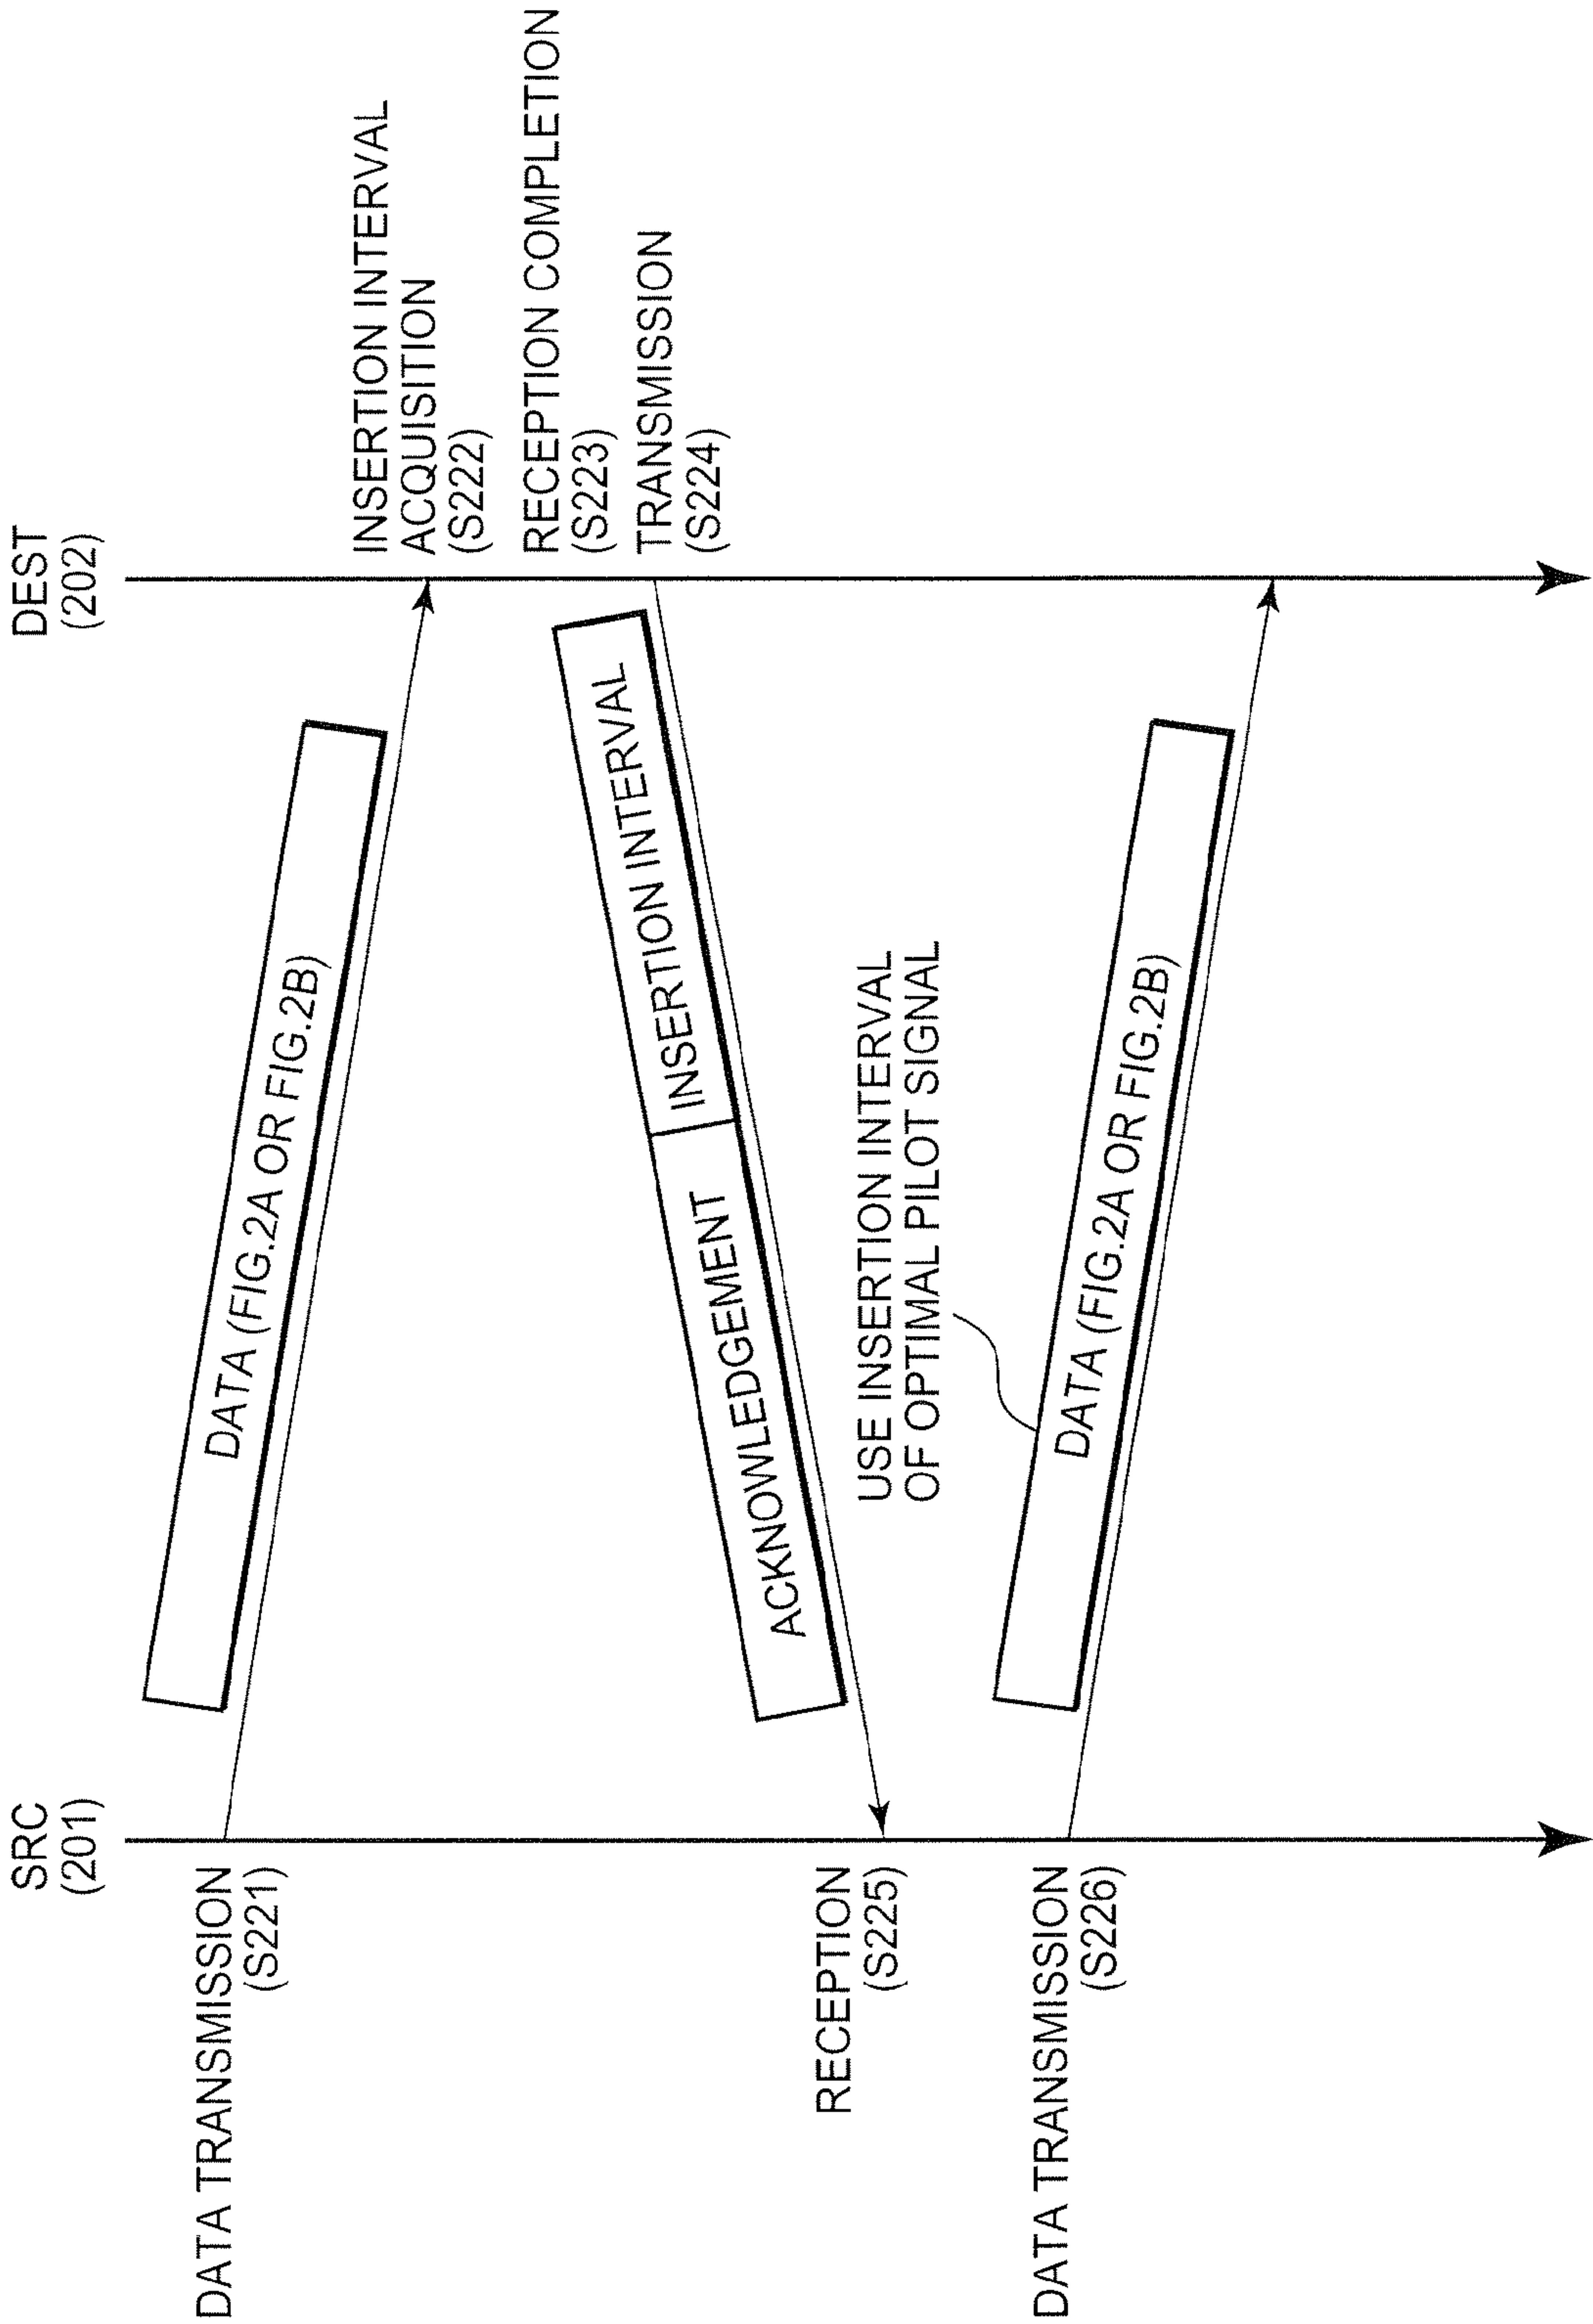 SRC
(201)
DEST
(202)
DATA TRANSMISSION
(S221)
DATA (FIG.2A OR FIG.2B)
INSERTION INTERVAL
ACQUISITION
(S222)
RECEPTION COMPLETION
(S223)
TRANSMISSION
(S224)
ACKNOWLEDGEMENT
INSERTION INTERVAL
RECEPTION
(S225)
USE INSERTION INTERVAL
OF OPTIMAL PILOT SIGNAL
DATA TRANSMISSION
(S226)
DATA (FIG.2A OR FIG.2B)